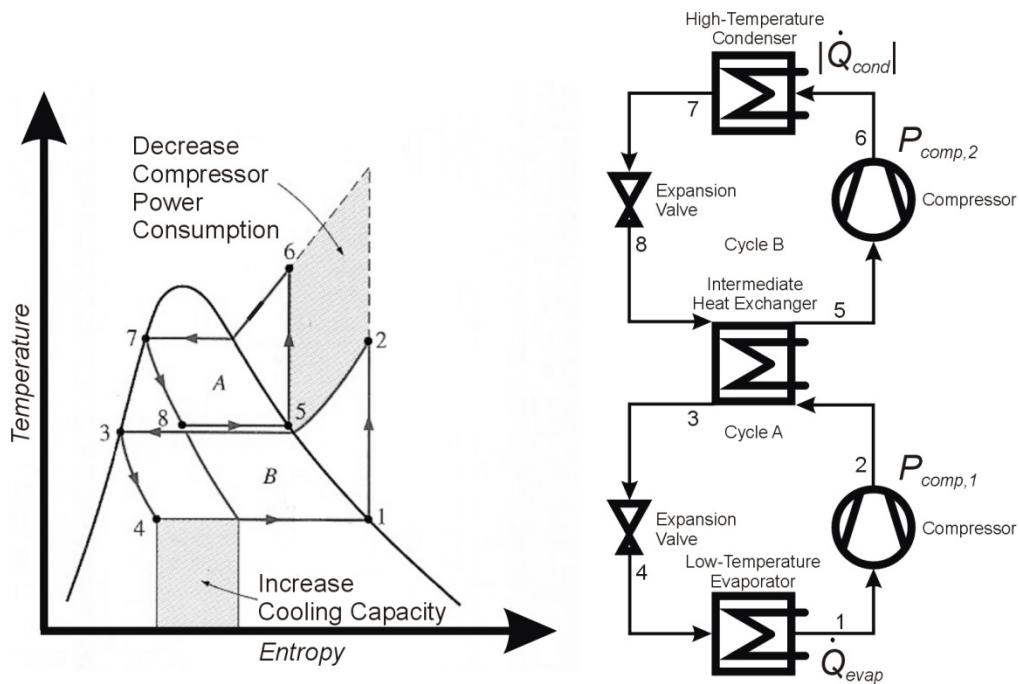 Decrease
Compressor
Power
Consumption
6
7
2
A
8
5
3
B
4
1
Increase
Cooling Capacity
Temperature
Entropy
High-Temperature
Condenser
|Q̇cond|
7
6
Pcomp,2
Expansion
Valve
Compressor
8
Cycle B
Intermediate
Heat Exchanger
5
3
Cycle A
2
Pcomp,1
Expansion
Valve
Compressor
4
Low-Temperature
Evaporator
1
Q̇evap